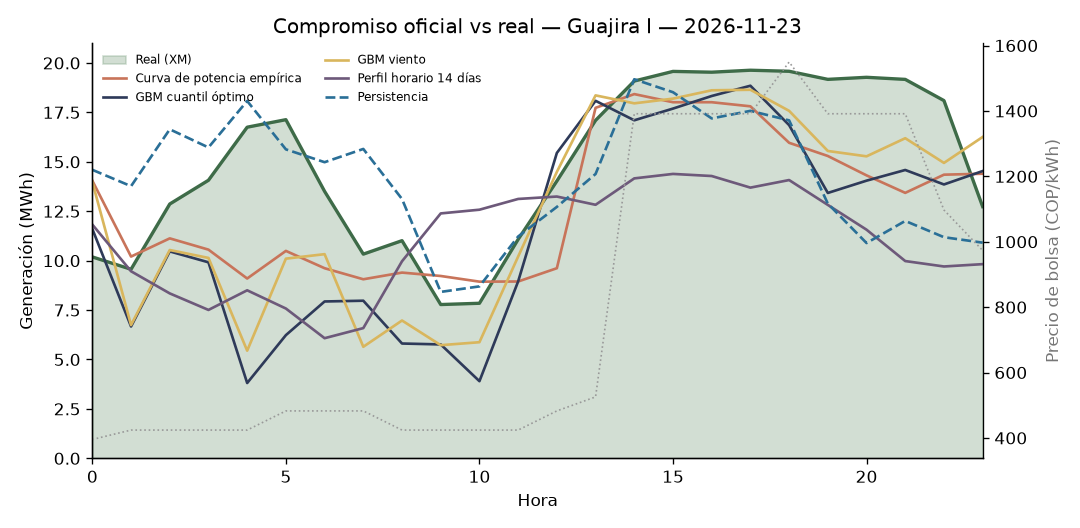 Compromiso oficial vs real — Guajira I — 2026-11-23
Real (XM)
Curva de potencia empírica
GBM cuantil óptimo
GBM viento
Perfil horario 14 días
Persistencia
Generación (MWh)
20.0
17.5
15.0
12.5
10.0
7.5
5.0
2.5
0.0
0
5
10
15
20
Hora
1600
1400
1200
1000
800
600
400
Precio de bolsa (COP/kWh)